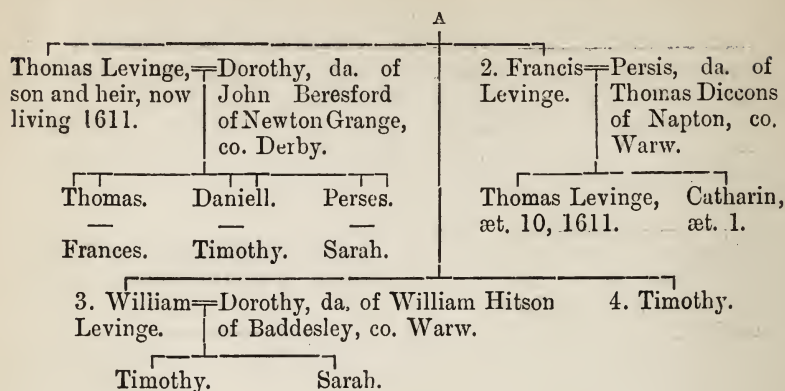 A
Thomas Levinge,
son and heir, now
living 1611.
Dorothy, da. of
John Beresford
of Newton Grange,
co. Derby.
2. Francis
Levinge.
Persis, da. of
Thomas Diccons
of Napton, co.
Warw.
Thomas. Daniell. Perses.
Frances. Timothy. Sarah.
Thomas Levinge,
æt. 10, 1611.
Catharin,
æt. 1.
3. William
Levinge.
Dorothy, da. of William Hitson
of Baddesley, co. Warw.
4. Timothy.
Timothy. Sarah.